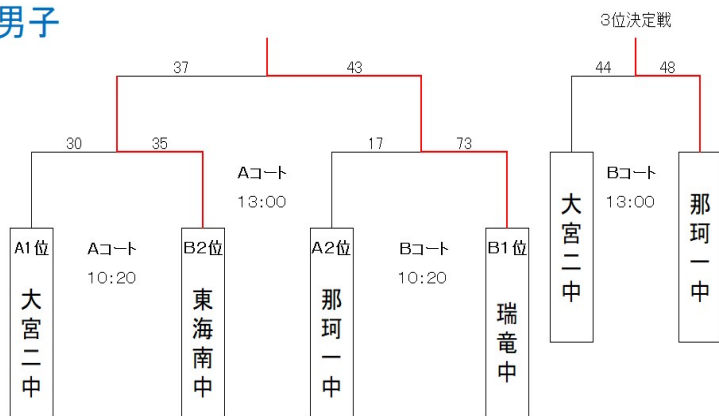 男子
3位決定戦
37
43
44
48
30
35
17
73
Aコート
13:00
Bコート
13:00
A1位
Aコート
10:20
B2位
A2位
Bコート
10:20
B1位
大宮二中
東海南中
那珂一中
瑞竜中
大宮二中
那珂一中